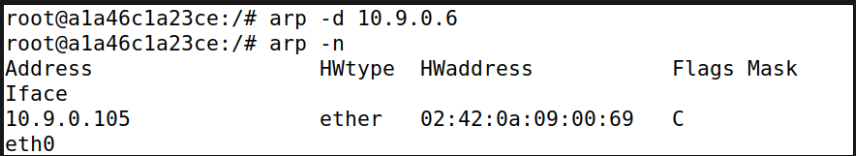 root@a1a46c1a23ce:/# arp -d 10.9.0.6
root@a1a46c1a23ce:/# arp -n
Address                  HWtype  HWaddress           Flags Mask
Iface
10.9.0.105               ether   02:42:0a:09:00:69   C
eth0